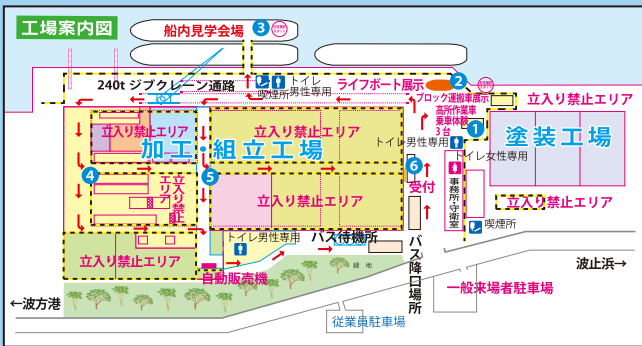 工場案内図
船内見学会場
3
240tジブクレーン通路
喫煙所
トイレ
男性専用
ライフボート展示
2
ブロック運搬車展示
高所作業車
乗車体験
3台
立入り禁止エリア
1
塗装工場
トイレ男性専用
トイレ女性専用
立入り禁止エリア
立入り禁止エリア
加工・組立工場
4
5
6
受付
立入り禁止
エリア
立入り禁止エリア
事務所・守衛室
立入り禁止エリア
喫煙所
トイレ男性専用
バス待機所
バス降口場所
立入り禁止エリア
自動販売機
緑地
波止浜→
←波方港
一般来場者駐車場
従業員駐車場